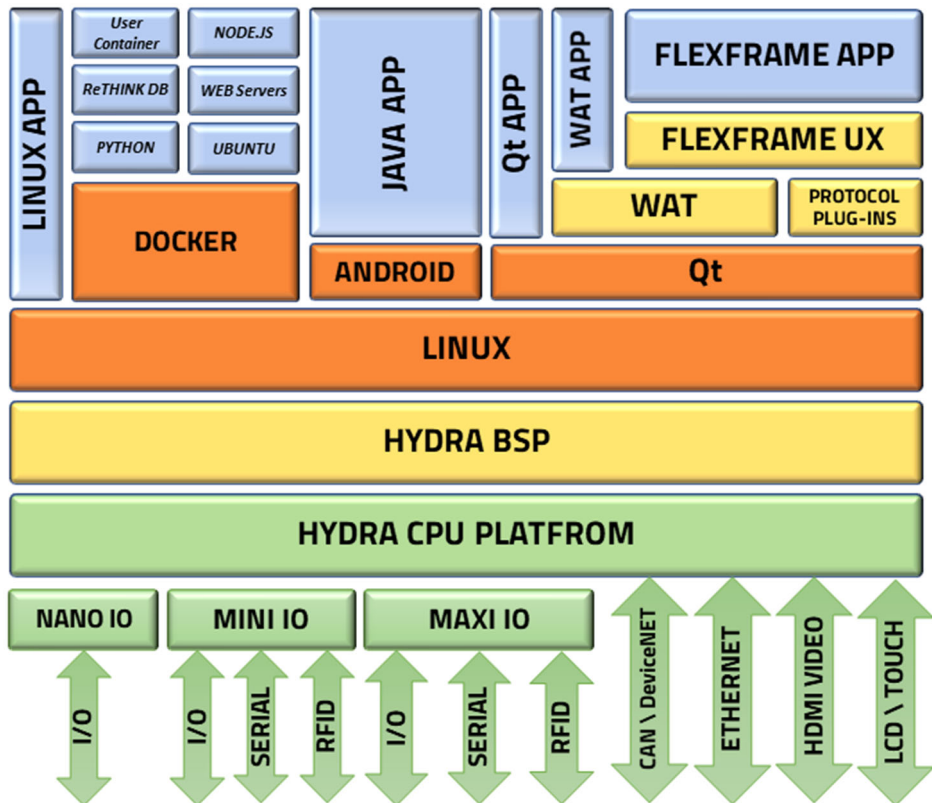 LINUX APP
User
Container
NODE.JS
ReTHINK DB
WEB Servers
PYTHON
UBUNTU
DOCKER
JAVA APP
ANDROID
Qt APP
WAT APP
FLEXFRAME APP
FLEXFRAME UX
WAT
PROTOCOL
PLUG-INS
Qt
LINUX
HYDRA BSP
HYDRA CPU PLATFROM
NANO IO
MINI IO
MAXI IO
I/O
I/O
SERIAL
RFID
I/O
SERIAL
RFID
CAN \ DeviceNET
ETHERNET
HDMI VIDEO
LCD \ TOUCH